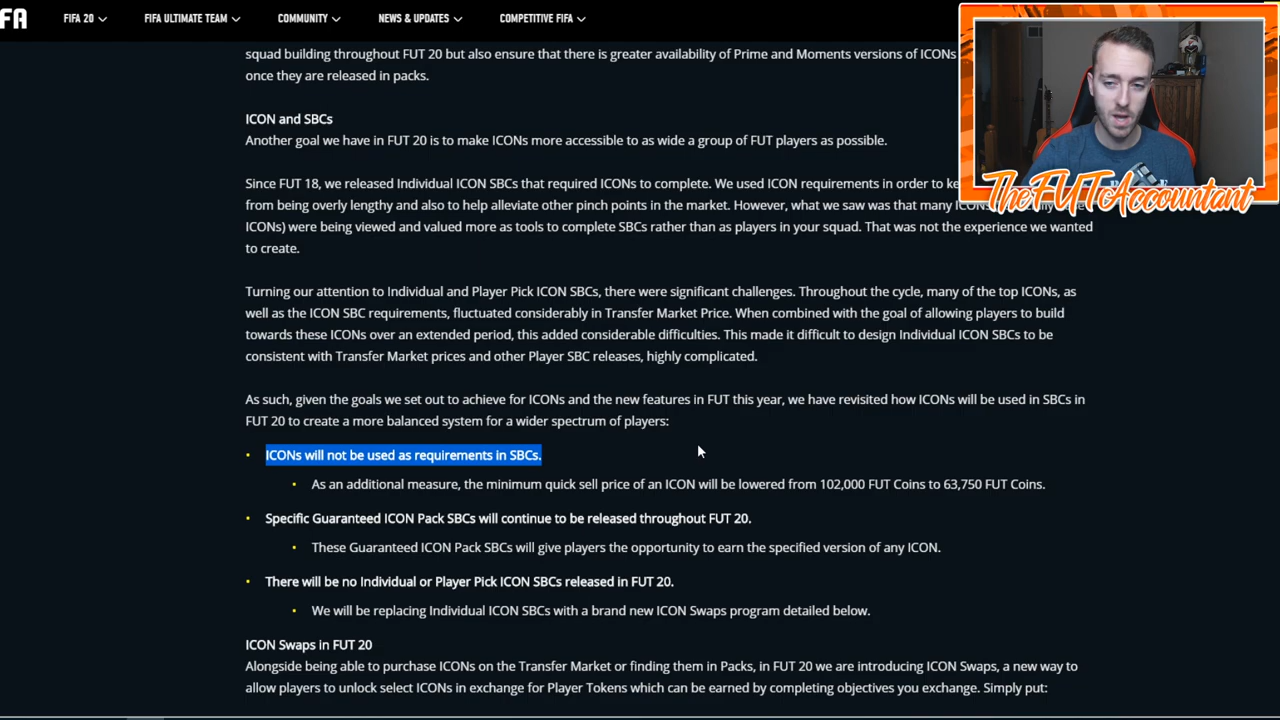 FA
FIFA 20
FIFA ULTIMATE TEAM
COMMUNITY
NEWS & UPDATES
COMPETITIVE FIFA
squad building throughout FUT 20 but also ensure that there is greater availability of Prime and Moments versions of ICONs
once they are released in packs.
ICON and SBCs
Another goal we have in FUT 20 is to make ICONs more accessible to as wide a group of FUT players as possible.
Since FUT 18, we released Individual ICON SBCs that required ICONs to complete. We used ICON requirements in order to
from being overly lengthy and also to help alleviate other pinch points in the market. However, what we saw was that many
ICONs) were being viewed and valued more as tools to complete SBCs rather than as players in your squad. That was not the experience we wanted
to create.
Turning our attention to Individual and Player Pick ICON SBCs, there were significant challenges. Throughout the cycle, many of the top ICONs, as
well as the ICON SBC requirements, fluctuated considerably in Transfer Market Price. When combined with the goal of allowing players to build
towards these ICONs over an extended period, this added considerable difficulties. This made it difficult to design Individual ICON SBCs to be
consistent with Transfer Market prices and other Player SBC releases, highly complicated.
As such, given the goals we set out to achieve for ICONs and the new features in FUT this year, we have revisited how ICONs will be used in SBCs in
FUT 20 to create a more balanced system for a wider spectrum of players:
• ICONs will not be used as requirements in SBCs.
• As an additional measure, the minimum quick sell price of an ICON will be lowered from 102,000 FUT Coins to 63,750 FUT Coins.
• Specific Guaranteed ICON Pack SBCs will continue to be released throughout FUT 20.
• These Guaranteed ICON Pack SBCs will give players the opportunity to earn the specified version of any ICON.
• There will be no Individual or Player Pick ICON SBCs released in FUT 20.
• We will be replacing Individual ICON SBCs with a brand new ICON Swaps program detailed below.
ICON Swaps in FUT 20
Alongside being able to purchase ICONs on the Transfer Market or finding them in Packs, in FUT 20 we are introducing ICON Swaps, a new way to
allow players to unlock select ICONs in exchange for Player Tokens which can be earned by completing objectives you exchange. Simply put:
TheFUTAccountant